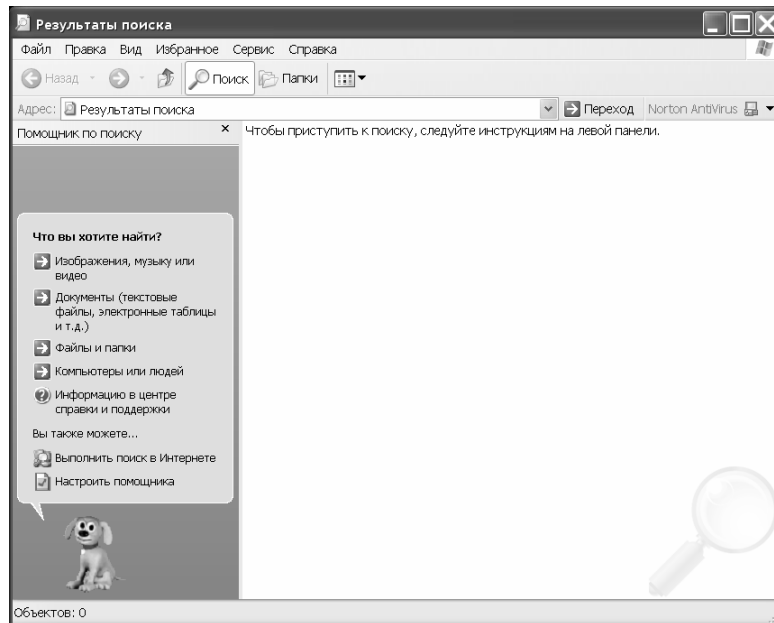 Результаты поиска
Файл Правка Вид Избранное Сервис Справка
Назад Поиск Папки
Адрес: Результаты поиска Переход Norton AntiVirus
Помощник по поиску
Чтобы приступить к поиску, следуйте инструкциям на левой панели.
Что вы хотите найти?
Изображения, музыку или
видео
Документы (текстовые
файлы, электронные таблицы
и т.д.)
Файлы и папки
Компьютеры или людей
Информацию в центре
справки и поддержки
Вы также можете...
Выполнить поиск в Интернете
Настроить помощника
Объектов: 0